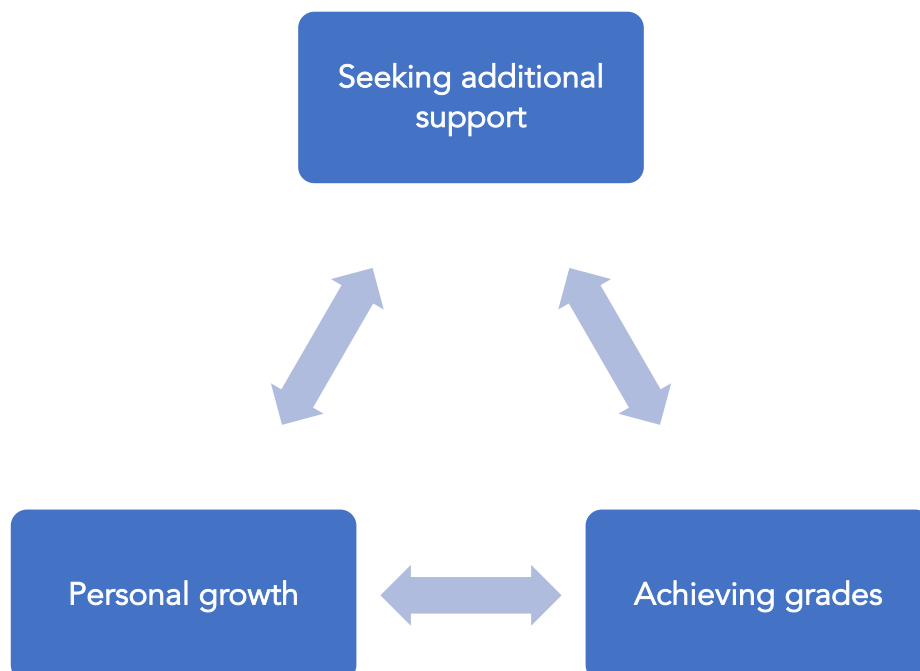 Seeking additional
support
Personal growth
Achieving grades